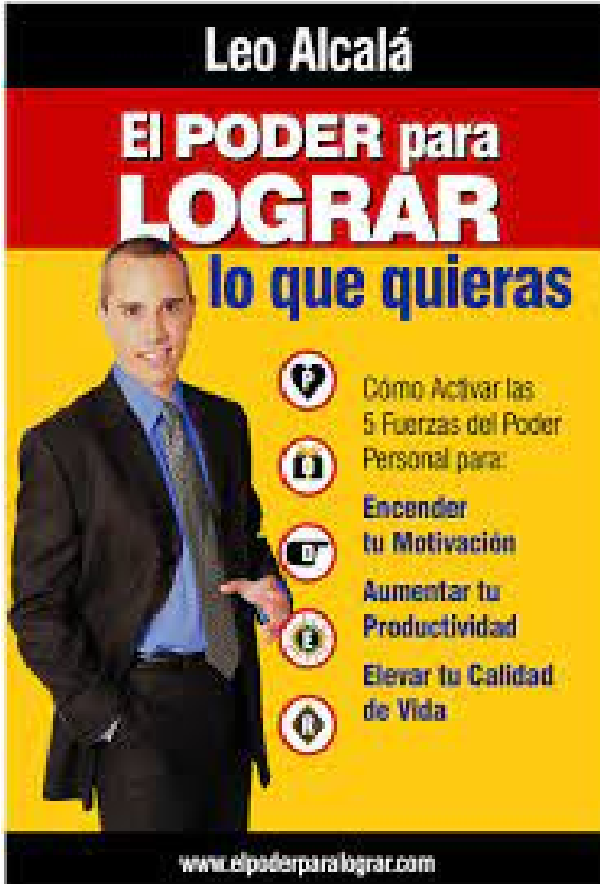 Leo Alcalá
El PODER para
LOGRAR
lo que quieras
P
O
D
E
R
Cómo Activar las
5 Fuerzas del Poder
Personal para:
Encender
tu Motivación
Aumentar tu
Productividad
Elevar tu Calidad
de Vida
www.elpoderparalograr.com